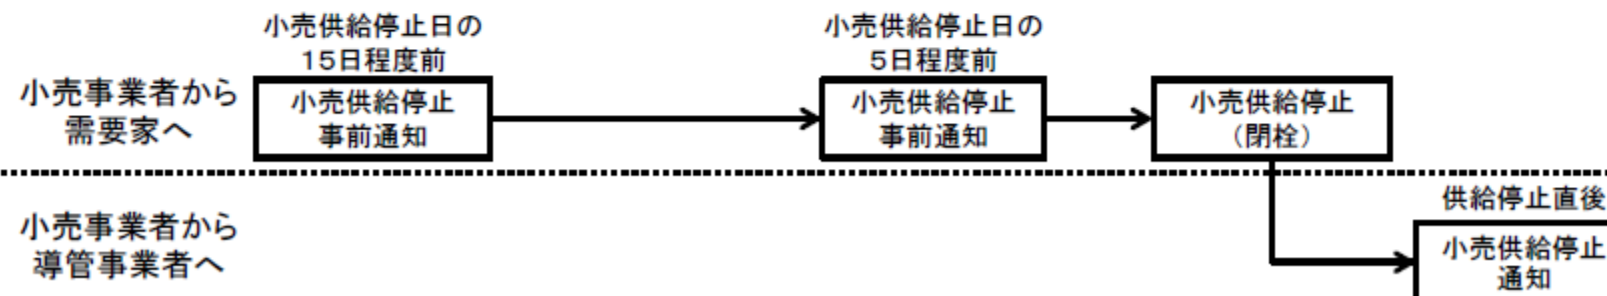 小売供給停止日の
15日程度前
小売供給停止日の
5日程度前
小売事業者から
需要家へ
小売供給停止
事前通知
小売供給停止
事前通知
小売供給停止
（閉栓）
供給停止直後
小売事業者から
導管事業者へ
小売供給停止
通知